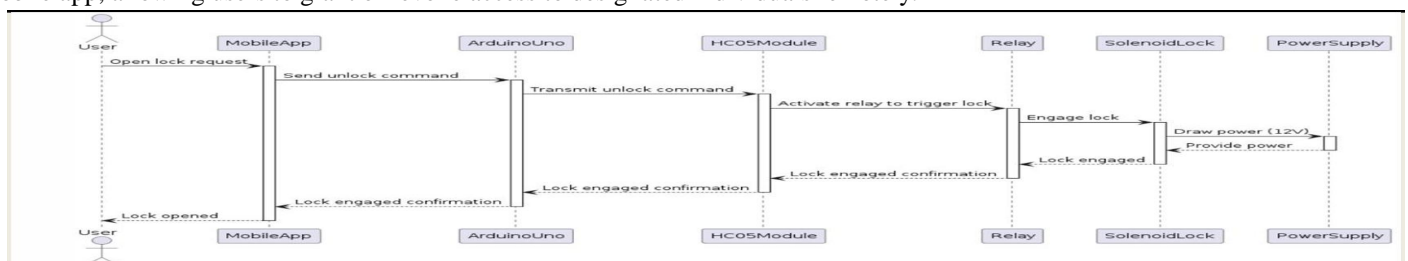 User MobileApp ArduinoUno HC05Module Relay SolenoidLock PowerSupply
Open lock request
Send unlock command
Transmit unlock command
Activate relay to trigger lock
Engage lock
Draw power (12V)
Provide power
Lock engaged
Lock engaged confirmation
Lock engaged confirmation
Lock engaged confirmation
Lock opened
User MobileApp ArduinoUno HC05Module Relay SolenoidLock PowerSupply